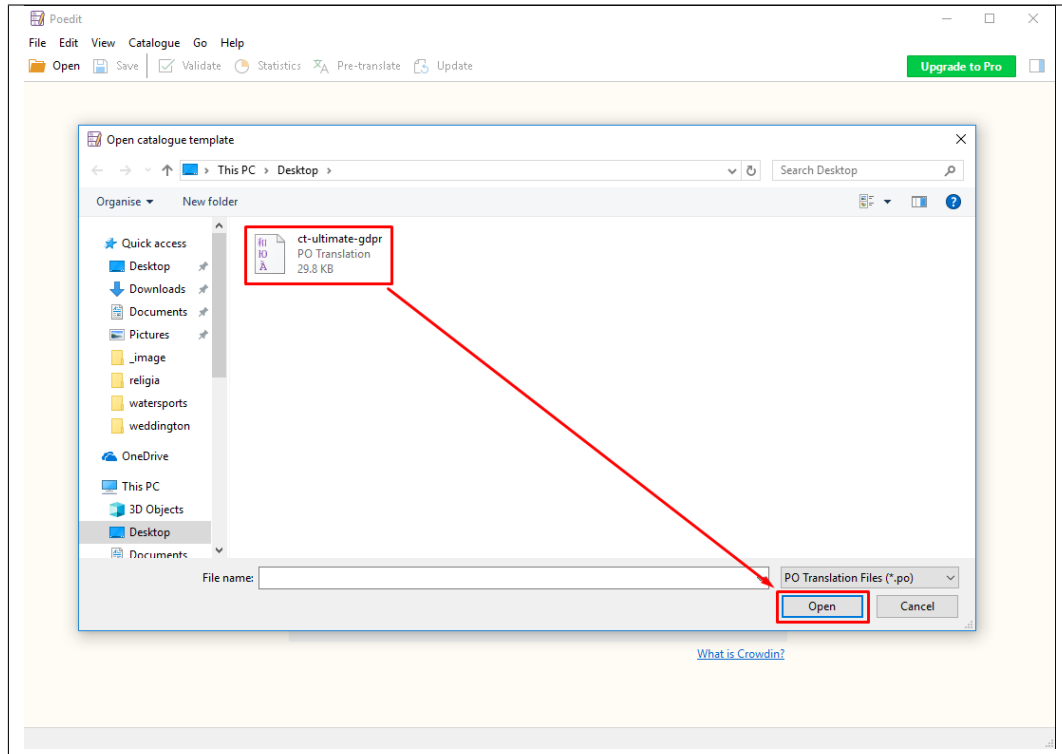 Poedit
File Edit View Catalogue Go Help
Open Save Validate Statistics Pre-translate Update Upgrade to Pro
Open catalogue template
This PC > Desktop > Search Desktop
Organise New folder
Quick access
Desktop
Downloads
Documents
Pictures
_image
religia
watersports
weddington
OneDrive
This PC
3D Objects
Desktop
Documents
ct-ultimate-gdpr
PO Translation
29.8 KB
File name: PO Translation Files (*.po)
Open Cancel
What is Crowdin?